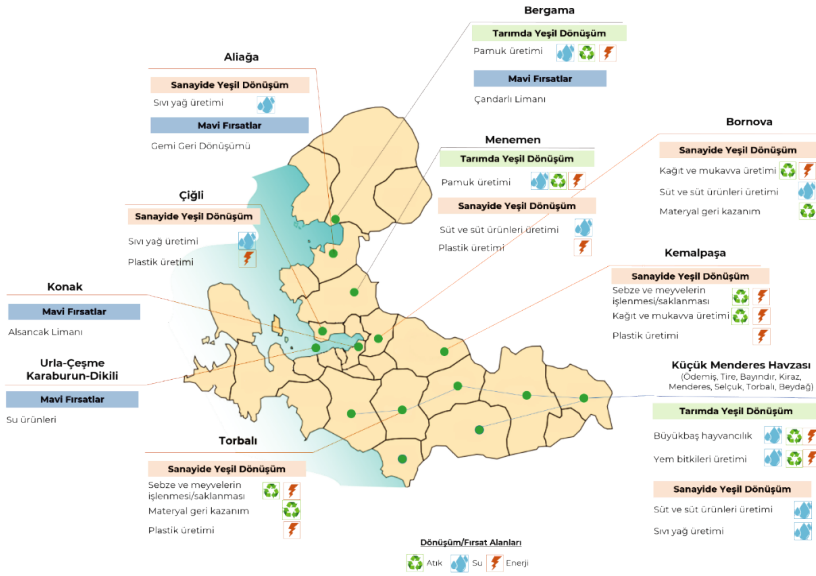 Bergama
Tarımda Yeşil Dönüşüm
Pamuk üretimi
Mavi Fırsatlar
Çandarlı Limanı
Aliağa
Sanayide Yeşil Dönüşüm
Sıvı yağ üretimi
Mavi Fırsatlar
Gemi Geri Dönüşümü
Menemen
Tarımda Yeşil Dönüşüm
Pamuk üretimi
Sanayide Yeşil Dönüşüm
Süt ve süt ürünleri üretimi
Plastik üretimi
Bornova
Sanayide Yeşil Dönüşüm
Kağıt ve mukavva üretimi
Süt ve süt ürünleri üretimi
Materyal geri kazanım
Çiğli
Sanayide Yeşil Dönüşüm
Sıvı yağ üretimi
Plastik üretimi
Kemalpaşa
Sanayide Yeşil Dönüşüm
Sebze ve meyvelerin
işlenmesi/saklanması
Kağıt ve mukavva üretimi
Plastik üretimi
Konak
Mavi Fırsatlar
Alsancak Limanı
Urla-Çeşme
Karaburun-Dikili
Mavi Fırsatlar
Su ürünleri
Küçük Menderes Havzası
(Ödemiş, Tire, Bayındır, Kiraz,
Menderes, Selçuk, Torbalı, Beydağ)
Tarımda Yeşil Dönüşüm
Büyükbaş hayvancılık
Yem bitkileri üretimi
Sanayide Yeşil Dönüşüm
Süt ve süt ürünleri üretimi
Sıvı yağ üretimi
Torbalı
Sanayide Yeşil Dönüşüm
Sebze ve meyvelerin
işlenmesi/saklanması
Materyal geri kazanım
Plastik üretimi
Dönüşüm/Fırsat Alanları
Atık Su Enerji